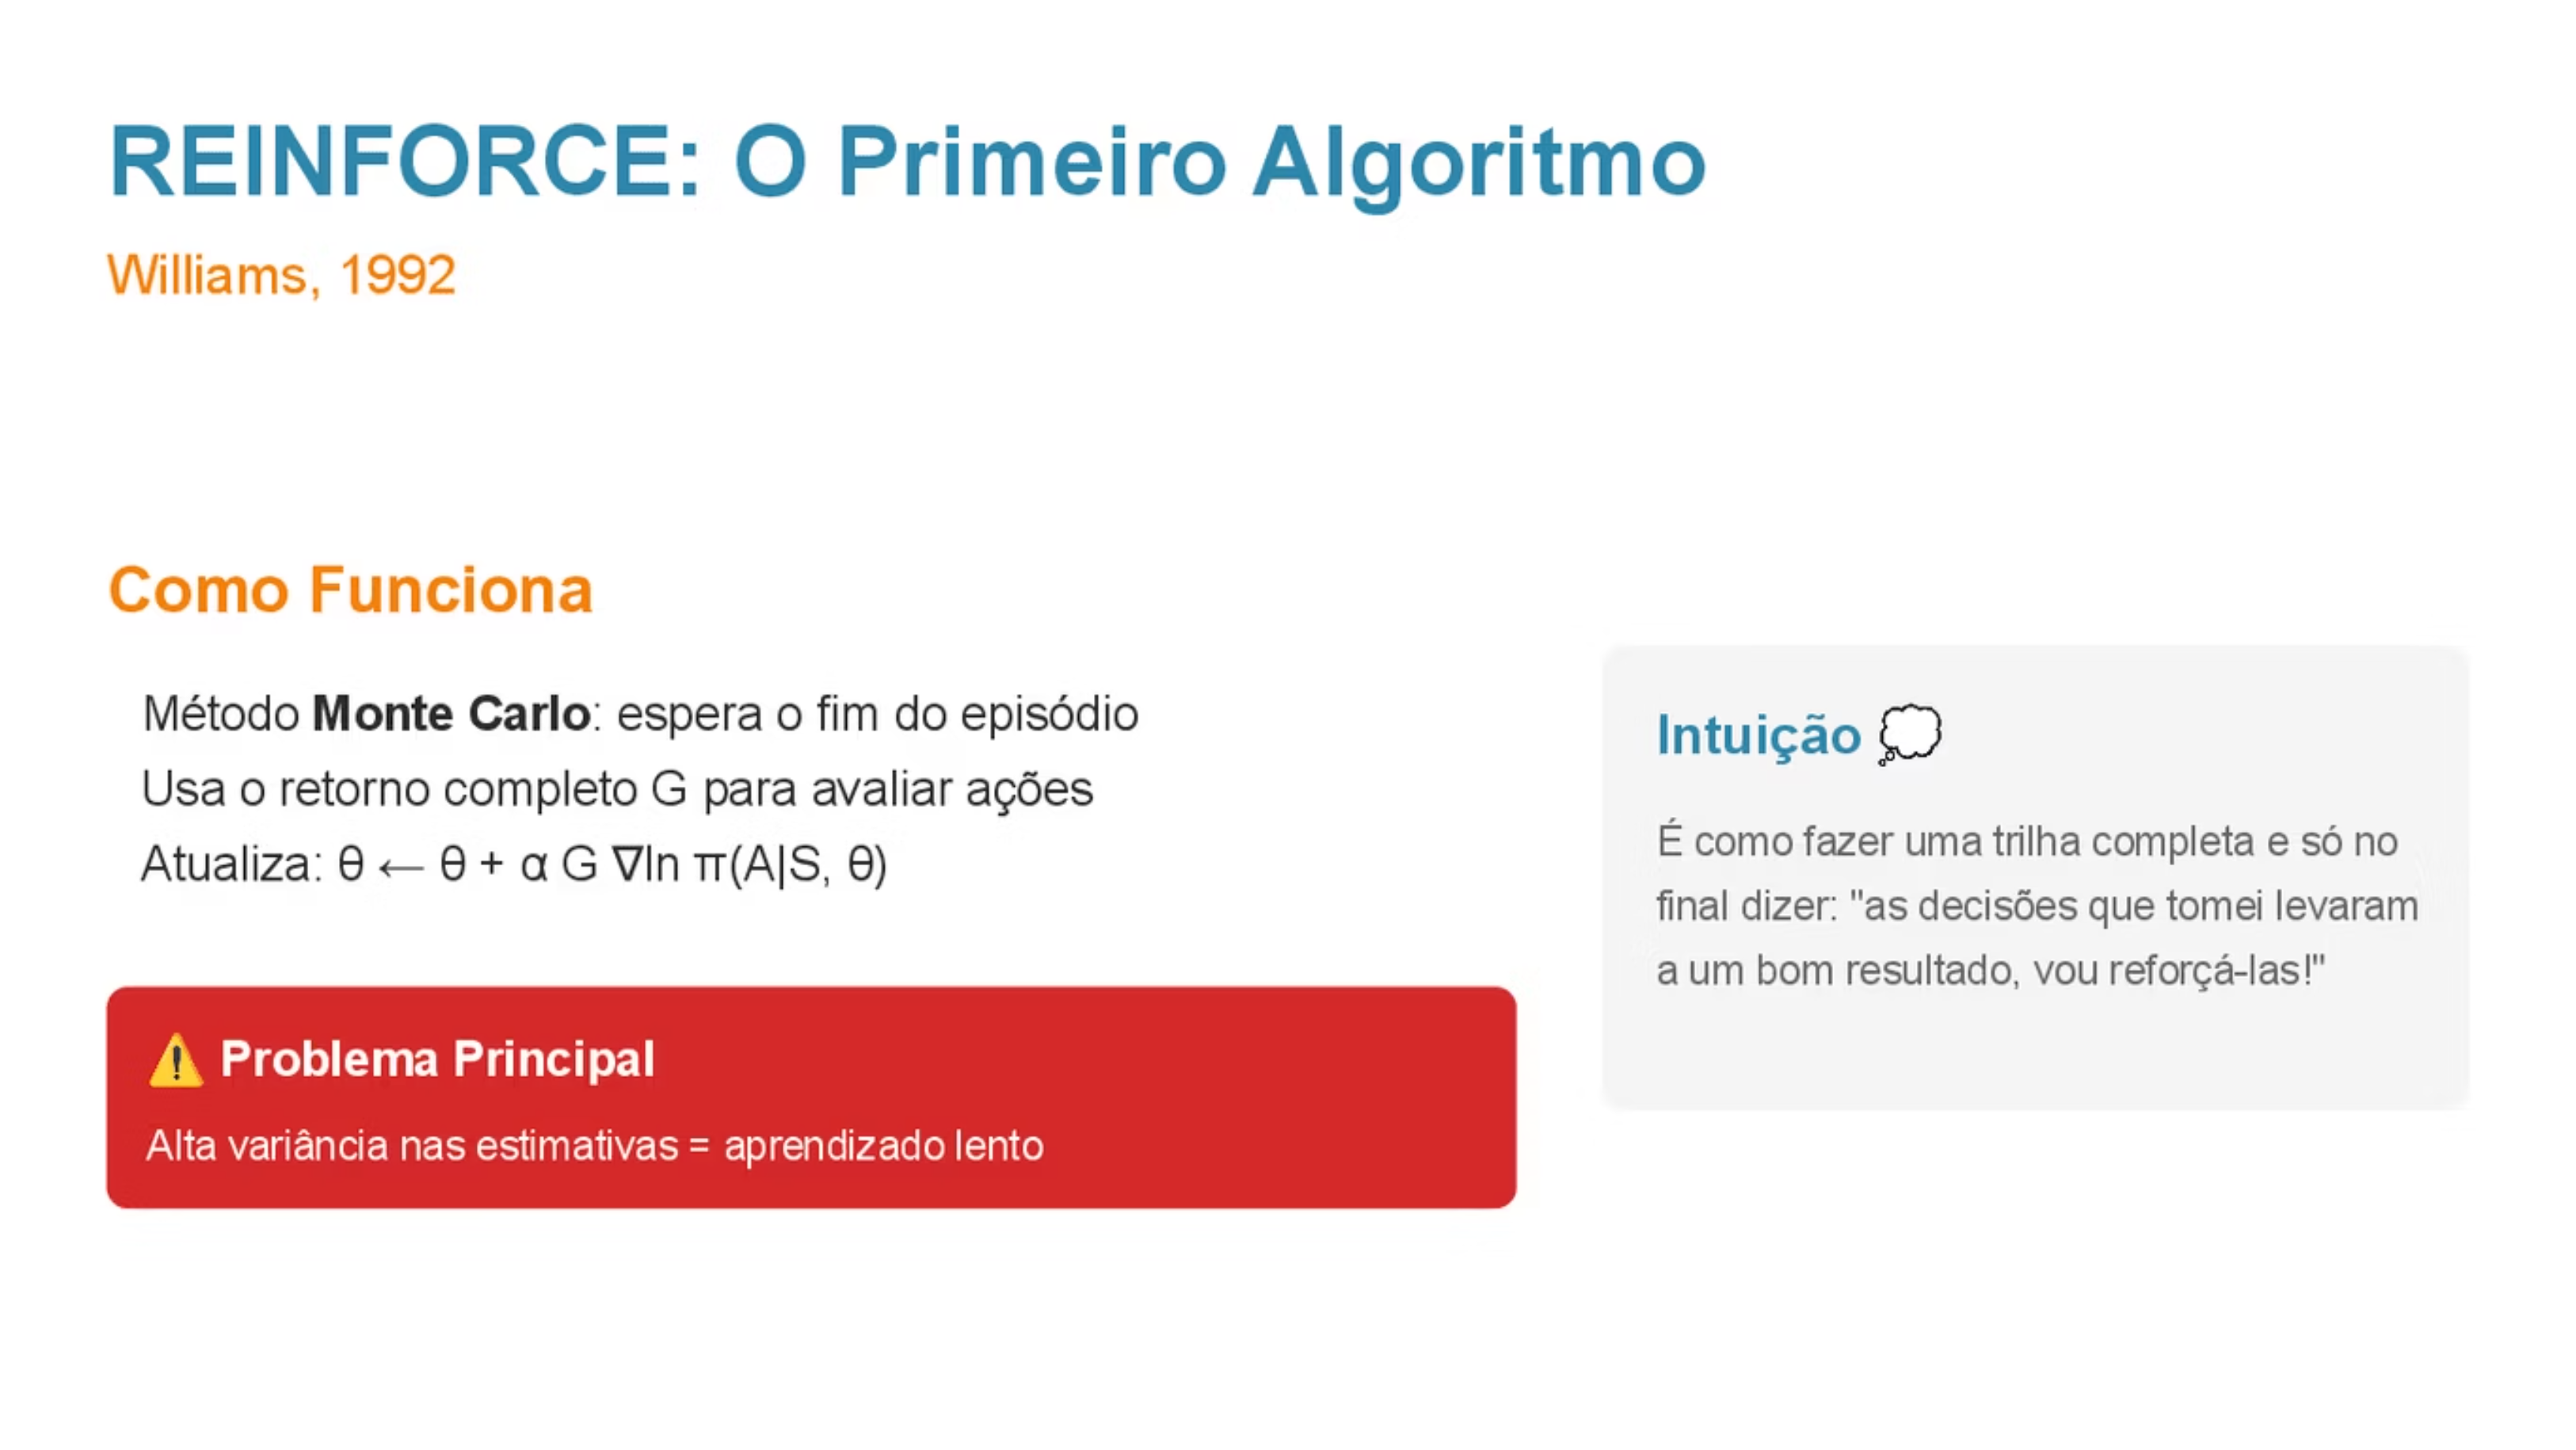 REINFORCE: O Primeiro Algoritmo
Williams, 1992
Como Funciona
Método Monte Carlo: espera o fim do episódio
Usa o retorno completo G para avaliar ações
Atualiza: θ ← θ + α G ∇ln π(A|S, θ)
⚠️ Problema Principal
Alta variância nas estimativas = aprendizado lento
Intuição 💭
É como fazer uma trilha completa e só no
final dizer: "as decisões que tomei levaram
a um bom resultado, vou reforçá-las!"